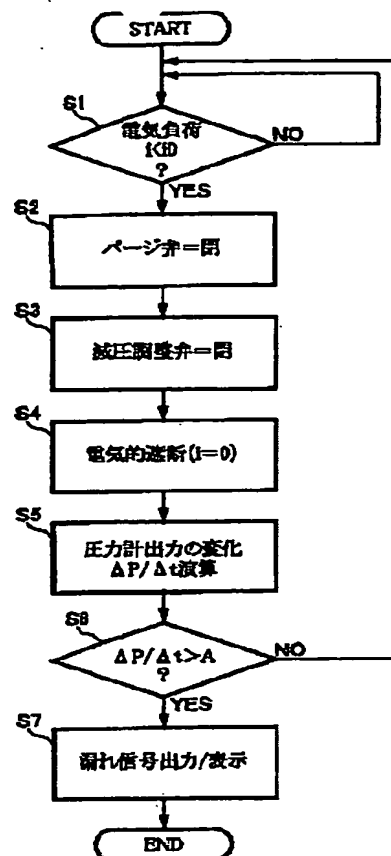 START
S1
電気負荷
NO
?
YES
S2
パージ弁=閉
S3
減圧調整弁=閉
S4
電気的遮断(I=0)
S5
圧力計出力の変化
ΔP/Δt演算
S6
NO
ΔP/Δt>A
?
YES
S7
漏れ信号出力/表示
END